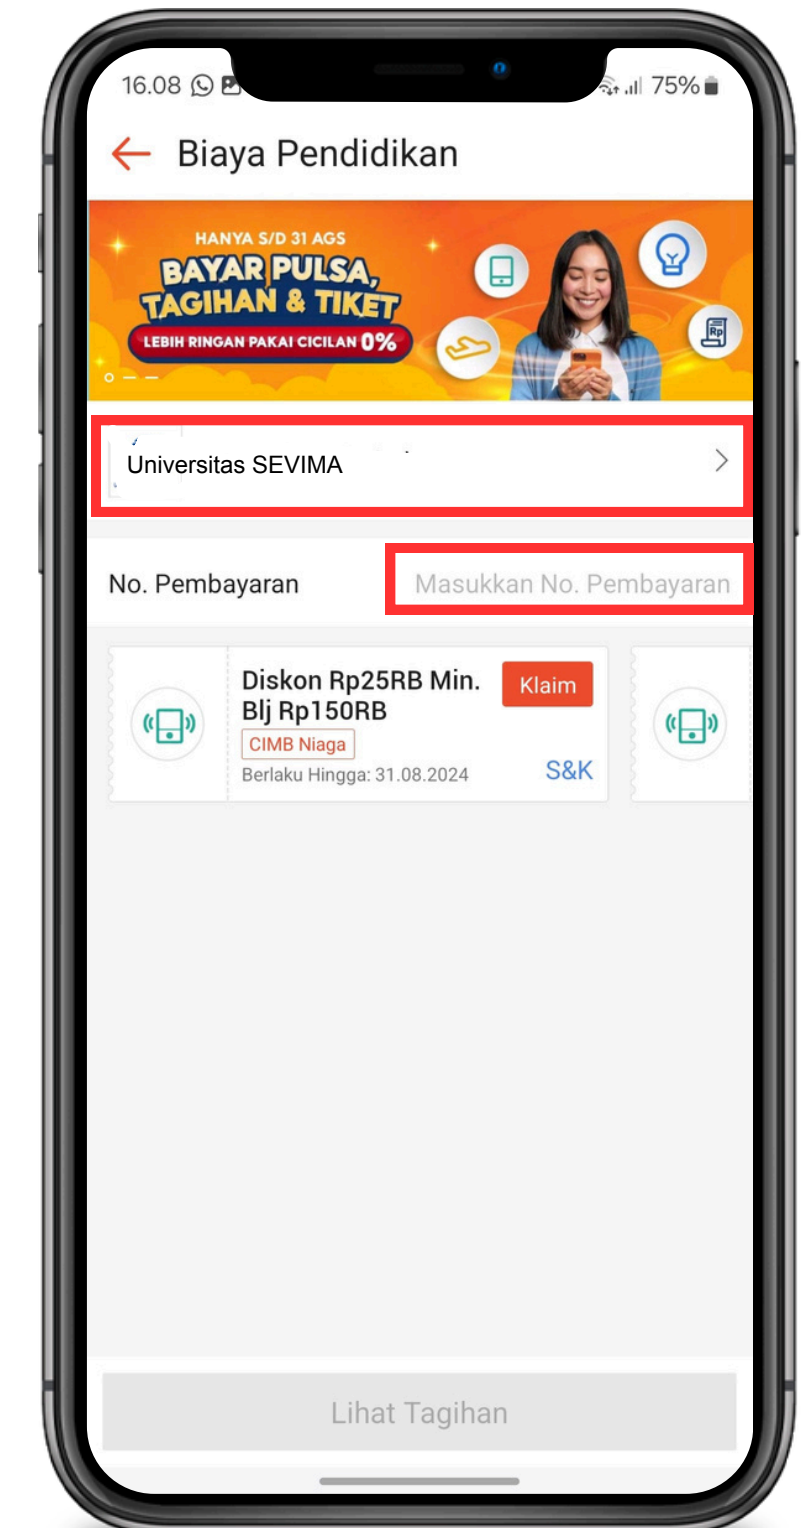 16.08
75%
Biaya Pendidikan
HANYA S/D 31 AGS
BAYAR PULSA,
TAGIHAN & TIKET
LEBIH RINGAN PAKAI CICILAN 0%
Rp
Universitas SEVIMA
No. Pembayaran
Masukkan No. Pembayaran
Diskon Rp25RB Min.
Blj Rp150RB
Klaim
CIMB Niaga
Berlaku Hingga: 31.08.2024
S&K
Lihat Tagihan